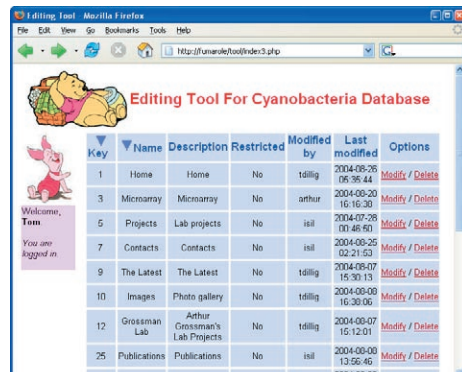 Editing Tool - Mozilla Firefox
File Edit View Go Bookmarks Tools Help
http://fumarole/tool/index3.php
Editing Tool For Cyanobacteria Database
Welcome,
Tom.
You are
logged in.
Key Name Description Restricted Modified by Last modified Options
1 Home Home No tdillig 2004-08-26 05:35:44 Modify / Delete
3 Microarray Microarray No arthur 2004-08-20 16:16:38 Modify / Delete
5 Projects Lab projects No isil 2004-07-28 00:46:50 Modify / Delete
7 Contacts Contacts No isil 2004-08-25 02:21:53 Modify / Delete
9 The Latest The Latest No tdillig 2004-08-07 15:30:13 Modify / Delete
10 Images Photo gallery No tdillig 2004-08-08 16:38:06 Modify / Delete
12 Grossman Lab Arthur Grossman's Lab Projects No tdillig 2004-08-07 15:12:01 Modify / Delete
25 Publications Publications No isil 2004-08-08 13:56:46 Modify / Delete